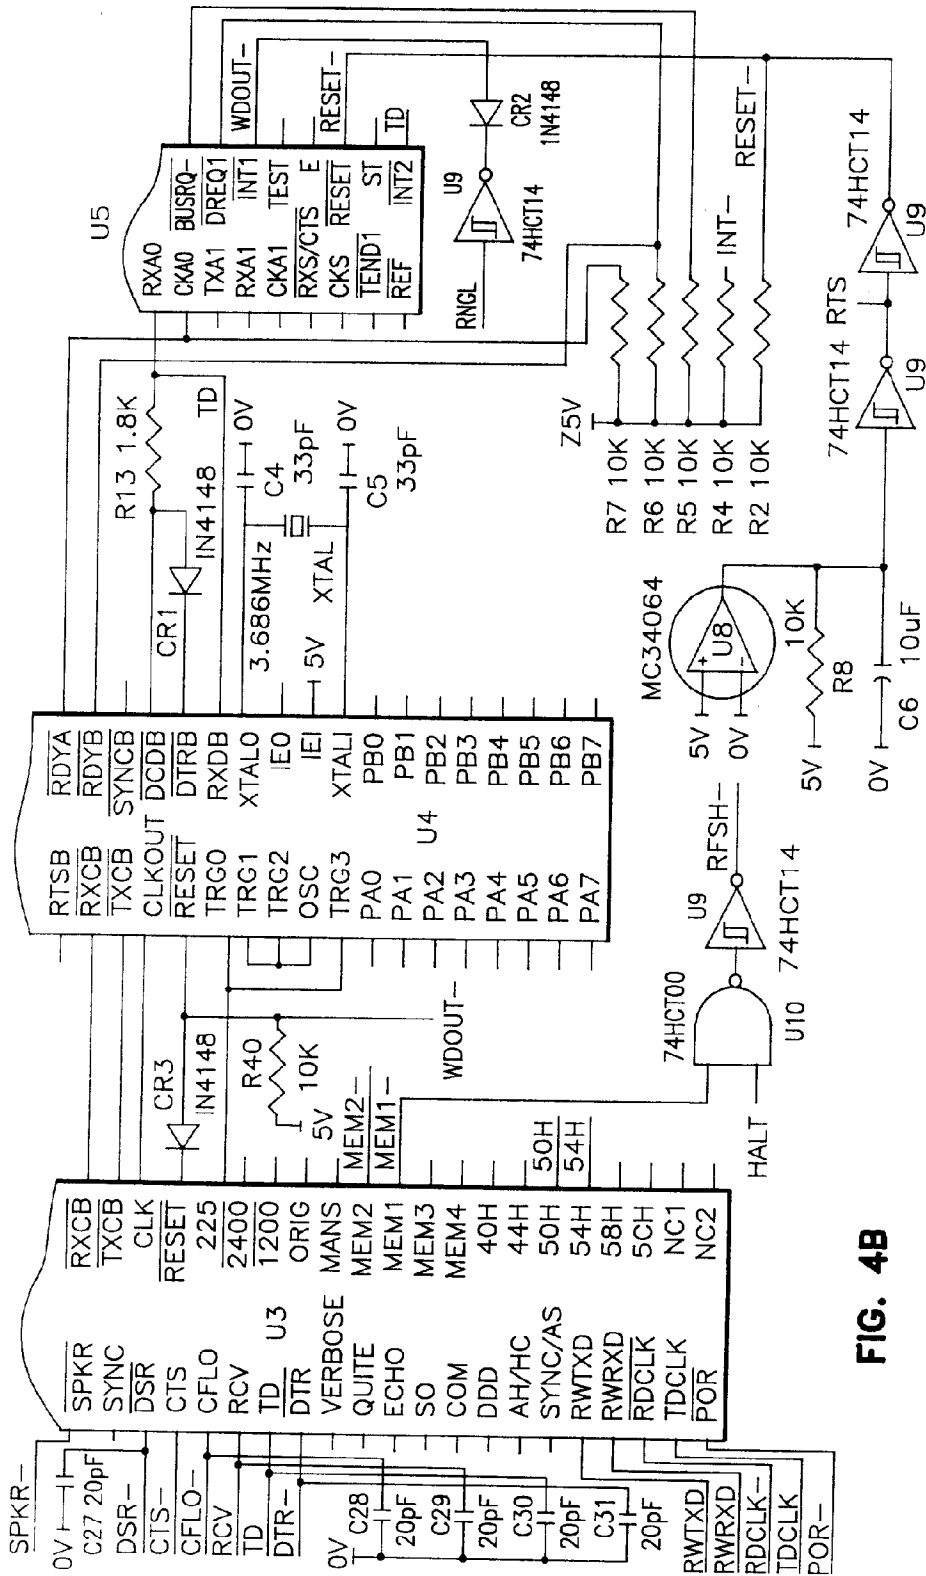 SPKR-
0V
C27 20pF
DSR-
CTS-
CFLO-
RCV
TD
DTR-
0V
C28
20pF
C29
20pF
C30
20pF
C31
20pF
RWTXD
RWRXD
RDCLK-
TDCLK
POR-
SPKR
SYNC
DSR
CTS
CFLO
RCV
TD
DTR
VERBOSE
QUITE
ECHO
SO
COM
DDD
AH/HC
SYNC/AS
RWTXD
RWRXD
RDCLK
TDCLK
POR
U3
RXCB
TXCB
CLK
RESET
225
2400
1200
ORIG
MANS
MEM2
MEM1
MEM3
MEM4
40H
44H
50H
54H
58H
5CH
NC1
NC2
CR3
IN4148
R40
10K
5V
MEM2-
MEM1-
50H
54H
WDOUT-
HALT
74HCT00
U10
U9
74HCT14
RFSH-
RTSB
RXCB
TXCB
CLKOUT
RESET
TRG0
TRG1
TRG2
OSC
TRG3
PA0
PA1
PA2
PA3
PA4
PA5
PA6
PA7
U4
RDYA
RDYB
SYNCB
DCDB
DTRB
RXDB
XTALO
IEO
IEI
XTALI
PB0
PB1
PB2
PB3
PB4
PB5
PB6
PB7
CR1
IN4148
R13 1.8K
TD
3.686MHz
XTAL
5V
C4
33pF
0V
C5
33pF
0V
U5
RXA0
CKA0
TXA1
RXA1
CKA1
RXS/CTS
CKS
TEND1
REF
BUSRQ-
DREQ1
INT1
TEST
E
RESET
ST
INT2
WDOUT-
RESET-
TD
RNGL
U9
74HCT14
CR2
1N4148
Z5V
R7 10K
R6 10K
R5 10K
R4 10K
R2 10K
INT-
RESET-
MC34064
U8
+
-
5V
0V
5V
R8
10K
0V
C6
10uF
74HCT14
U9
RTS
74HCT14
U9
FIG. 4B